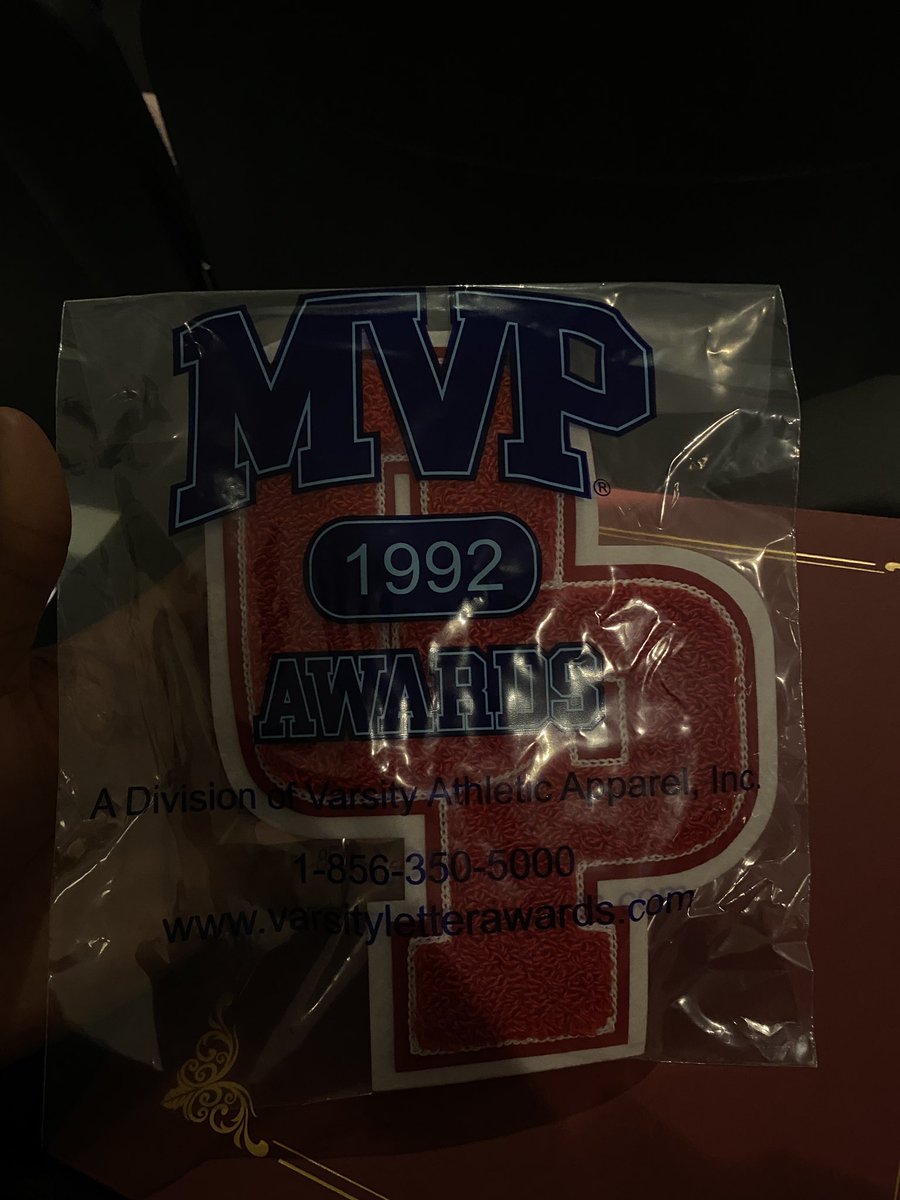 MVP®
1992
AWARDS
A Division of Varsity Athletic Apparel, Inc.
1-856-350-5000
www.varsityletterawards.com